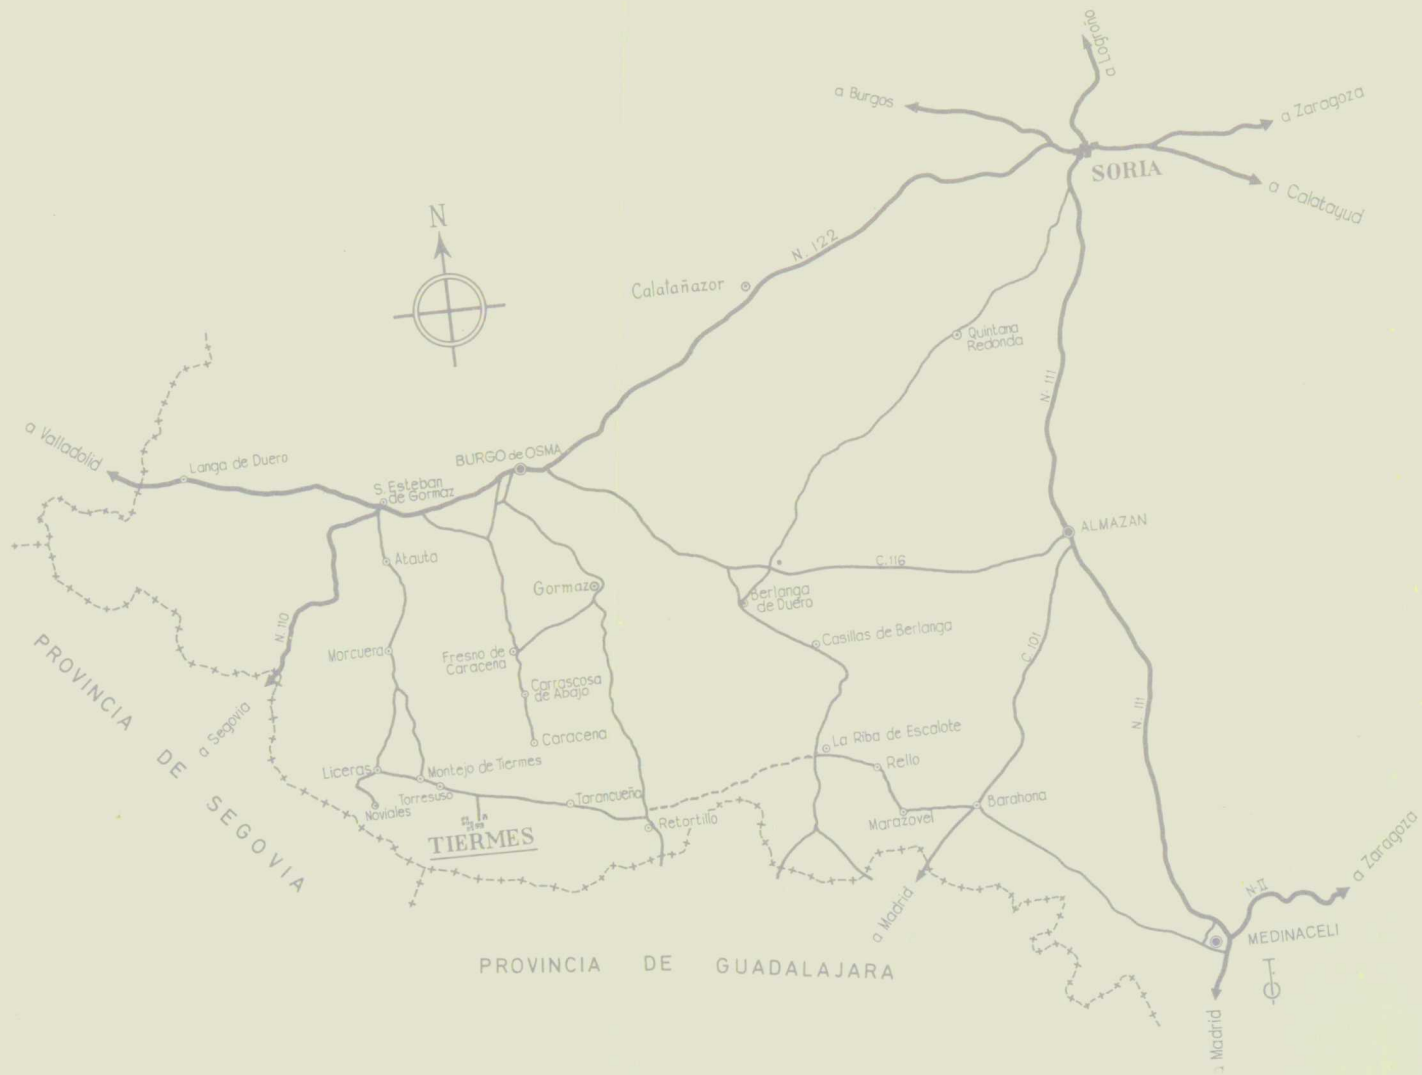 a Logroño
a Burgos
a Zaragoza
SORIA
a Calatayud
N
N. 122
Calatañazor
Quintana
Redonda
N. 111
a Valladolid
Langa de Duero
BURGO de OSMA
S. Esteban
de Gormaz
ALMAZAN
Atauta
C. 116
Gormaz
Berlanga
de Duero
N. 110
Casillas de Berlanga
C. 101
Morcuera
Fresno de
Caracena
Carrascosa
de Abajo
Caracena
N. 111
a Segovia
La Riba de Escalote
Rello
Liceras
Montejo de Tiermes
Torresuso
Noviales
Tarancueña
Retortillo
Marazovel
Barahona
TIERMES
PROVINCIA DE SEGOVIA
a Madrid
N-II
a Zaragoza
MEDINACELI
PROVINCIA DE GUADALAJARA
a Madrid